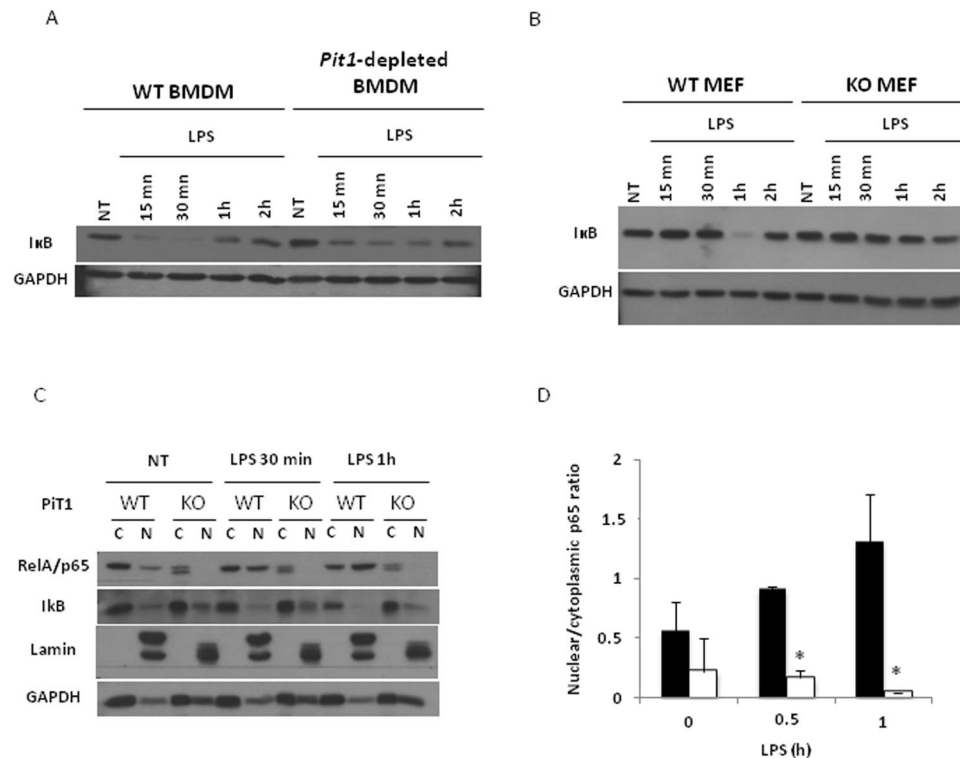 A
WT BMDM
Pit1-depleted
BMDM
LPS
LPS
NT
15 mn
30 mn
1h
2h
NT
15 mn
30 mn
1h
2h
IκB
GAPDH
B
WT MEF
KO MEF
LPS
LPS
NT
15 mn
30 mn
1h
2h
NT
15 mn
30 mn
1h
2h
IκB
GAPDH
C
NT
LPS 30 min
LPS 1h
PiT1
WT
KO
WT
KO
WT
KO
C N C N C N C N C N C N
RelA/p65
IkB
Lamin
GAPDH
D
Nuclear/cytoplasmic p65 ratio
2
1.5
1
0.5
0
*
*
0
0.5
1
LPS (h)